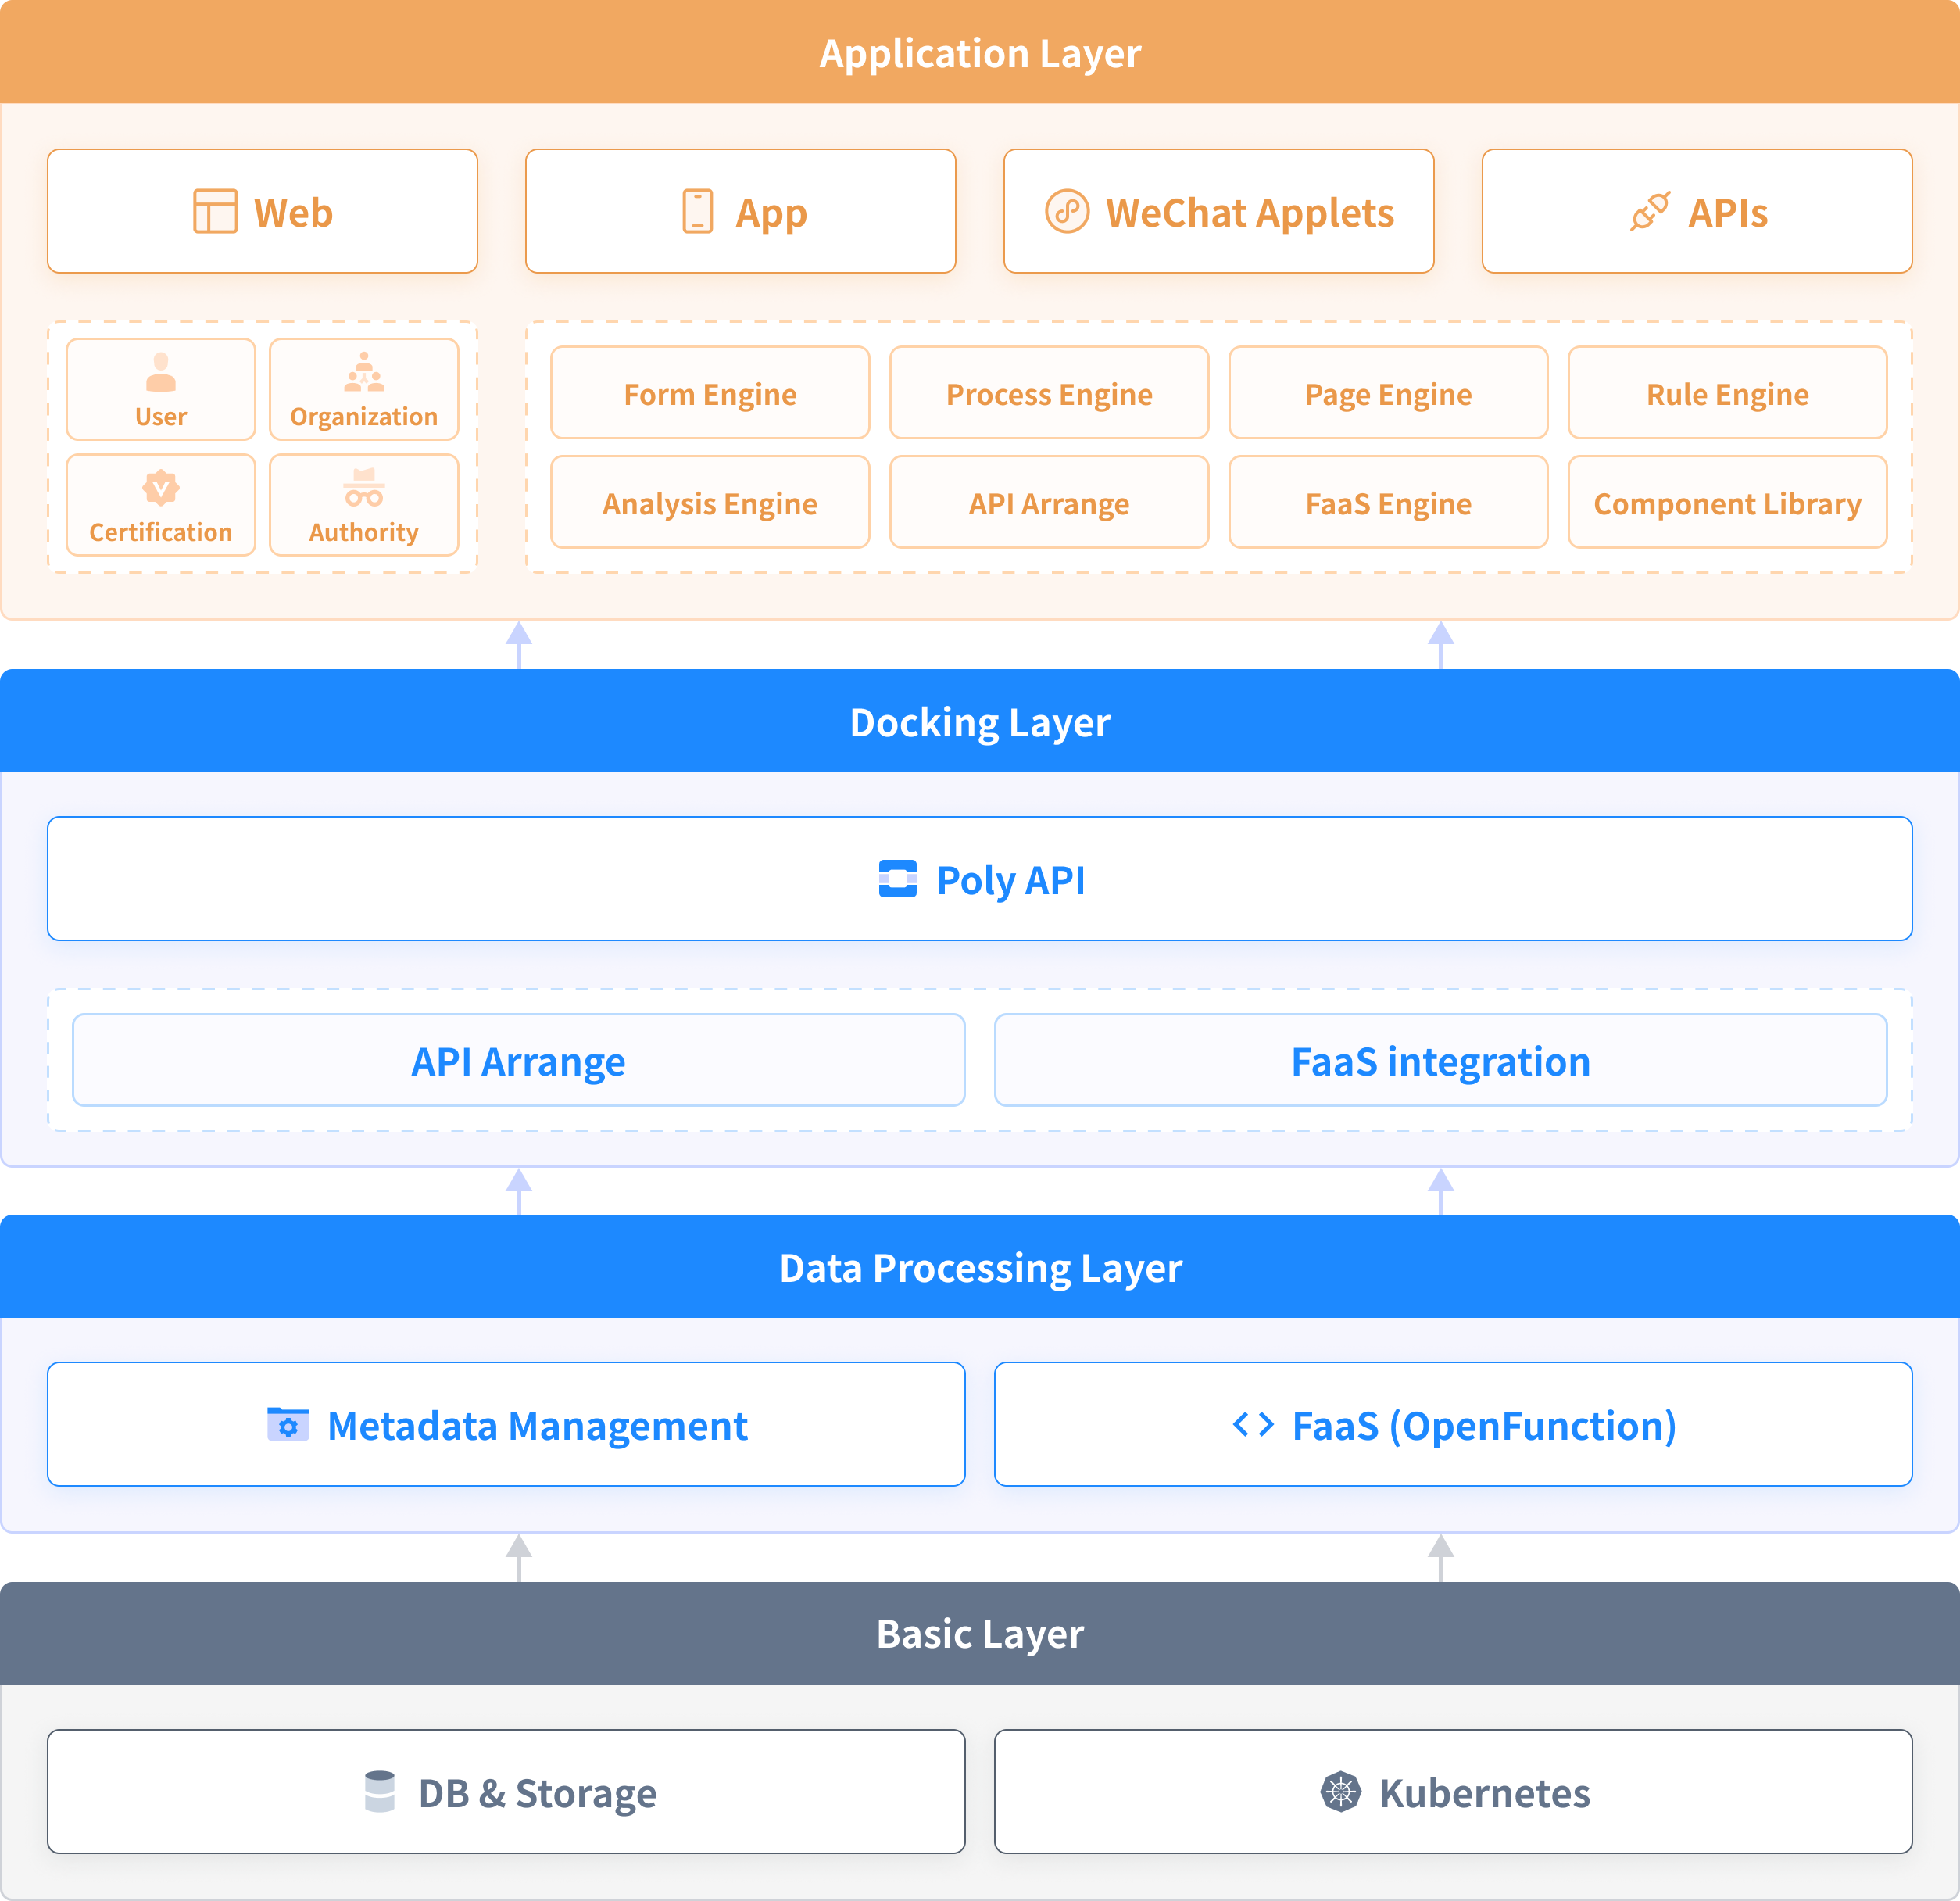 Application Layer
Web
App
WeChat Applets
APIs
User
Organization
Certification
Authority
Form Engine
Process Engine
Page Engine
Rule Engine
Analysis Engine
API Arrange
FaaS Engine
Component Library
Docking Layer
Poly API
API Arrange
FaaS integration
Data Processing Layer
Metadata Management
FaaS (OpenFunction)
Basic Layer
DB & Storage
Kubernetes